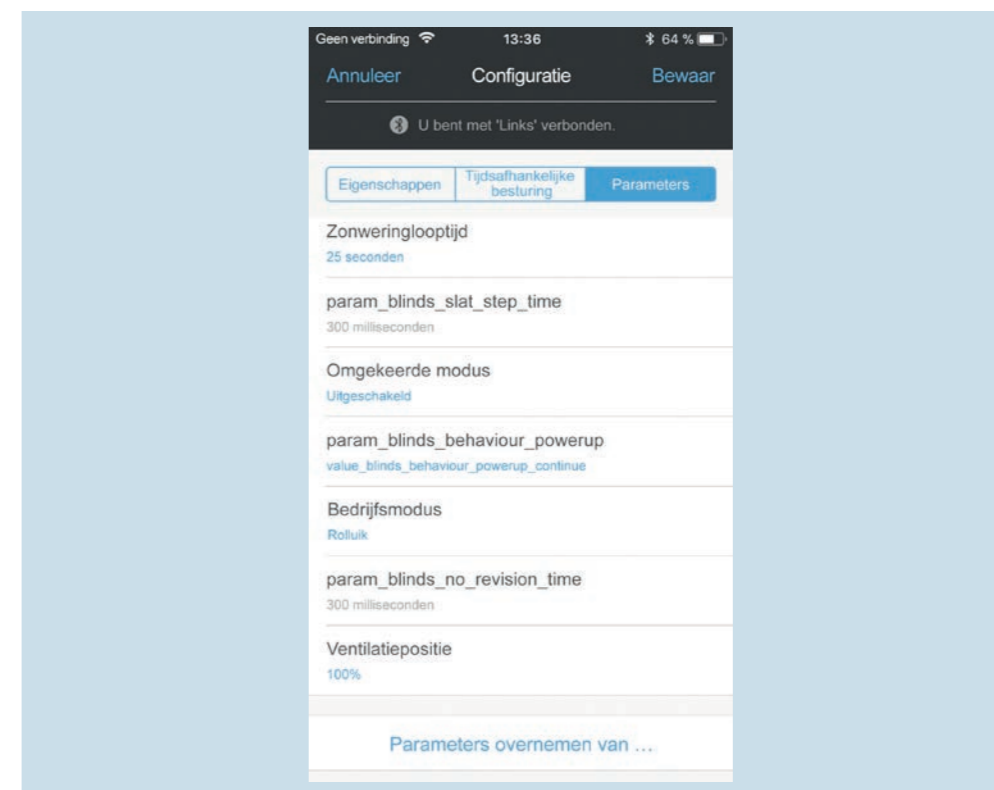 Geen verbinding 13:36 64 %
Annuleer Configuratie Bewaar
U bent met 'Links' verbonden.
Eigenschappen Tijdsafhankelijke besturing Parameters
Zonweringlooptijd
25 seconden
param_blinds_slat_step_time
300 milliseconden
Omgekeerde modus
Uitgeschakeld
param_blinds_behaviour_powerup
value_blinds_behaviour_powerup_continue
Bedrijfsmodus
Rolluik
param_blinds_no_revision_time
300 milliseconden
Ventilatiepositie
100%
Parameters overnemen van ...